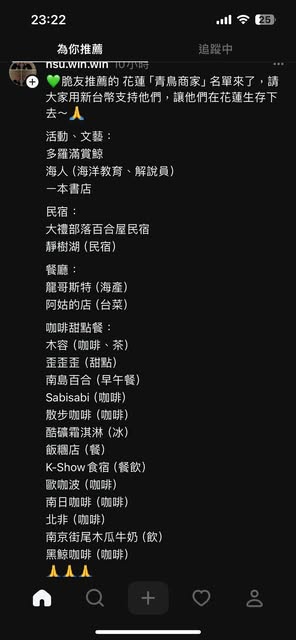 23:22
25
為你推薦
追蹤中
hsu.win.win 10小時
💚脆友推薦的 花蓮「青鳥商家」名單來了，請
大家用新台幣支持他們，讓他們在花蓮生存下
去～🙏
活動、文藝：
多羅滿賞鯨
海人（海洋教育、解說員）
一本書店
民宿：
大禮部落百合屋民宿
靜樹湖（民宿）
餐廳：
龍哥斯特（海產）
阿姑的店（台菜）
咖啡甜點餐：
木容（咖啡、茶）
歪歪歪（甜點）
南島百合（早午餐）
Sabisabi（咖啡）
散步咖啡（咖啡）
酷礦霜淇淋（冰）
飯糰店（餐）
K-Show食宿（餐飲）
歐咖波（咖啡）
南日咖啡（咖啡）
北非（咖啡）
南京街尾木瓜牛奶（飲）
黑鯨咖啡（咖啡）
🙏🙏🙏